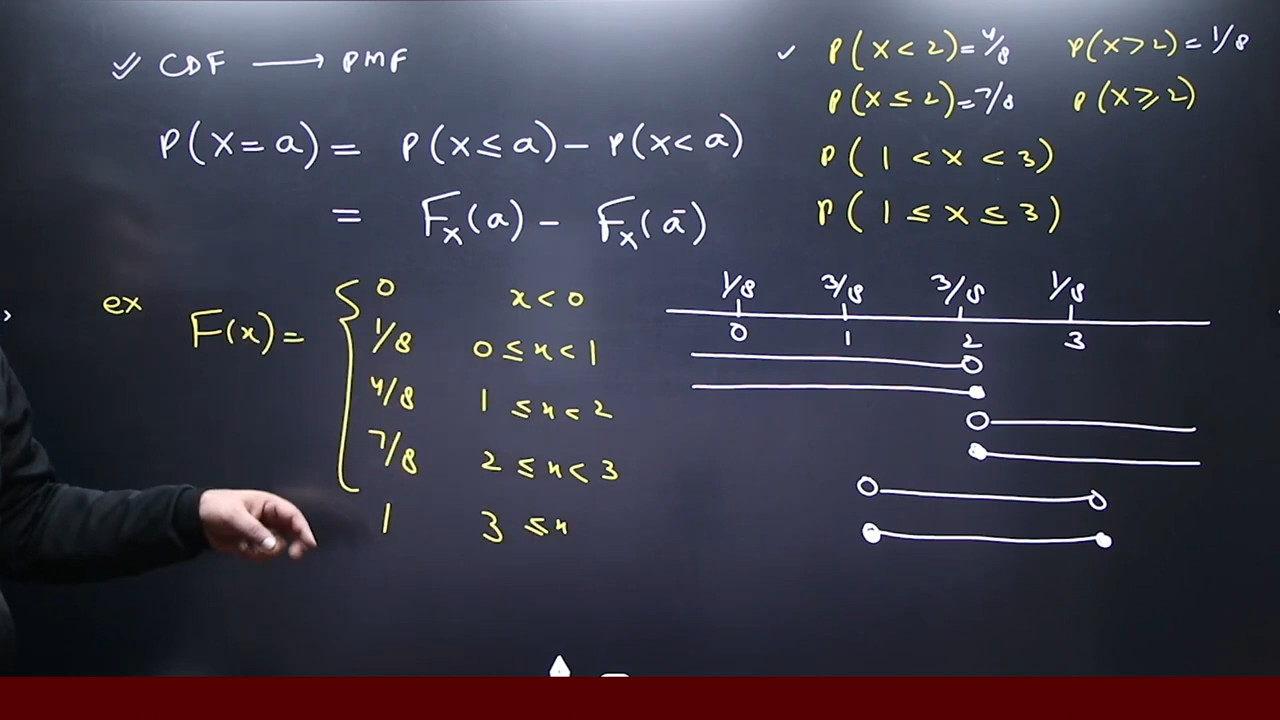 ✓ CDF → PMF
P(X=a) = P(X≤a) - P(X<a)
= F_X(a) - F_X(a⁻)
ex F(x) = { 0 x<0
1/8 0≤x<1
4/8 1≤x<2
7/8 2≤x<3
1 3≤x
✓ P(X<2)=4/8 P(X>2)=1/8
P(X≤2)=7/8 P(X≥2)
P(1<X<3)
P(1≤X≤3)
1/8 3/8 3/8 1/8
0 1 2 3